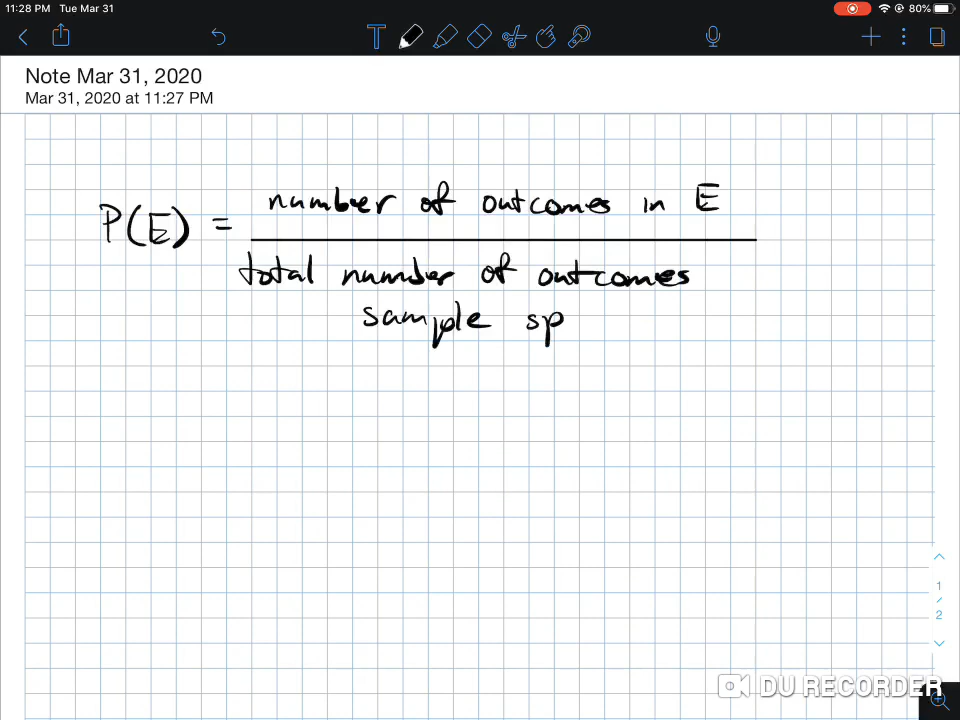 11:28 PM Tue Mar 31
80%
T
Note Mar 31, 2020
Mar 31, 2020 at 11:27 PM
number of outcomes in E
P(E) =
total number of outcomes
sample sp
1
2
DU RECORDER